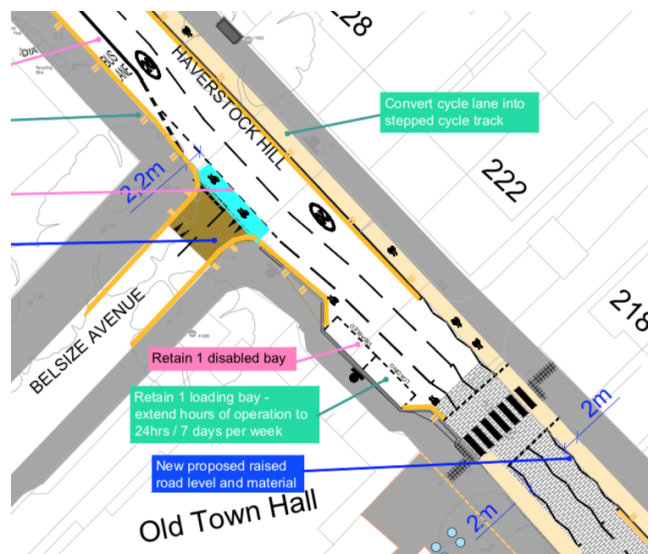 228
HAVERSTOCK HILL
Convert cycle lane into
stepped cycle track
222
2.2m
BELSIZE AVENUE
218
Retain 1 disabled bay
Retain 1 loading bay -
extend hours of operation to
24hrs / 7 days per week
2m
New proposed raised
road level and material
2m
Old Town Hall